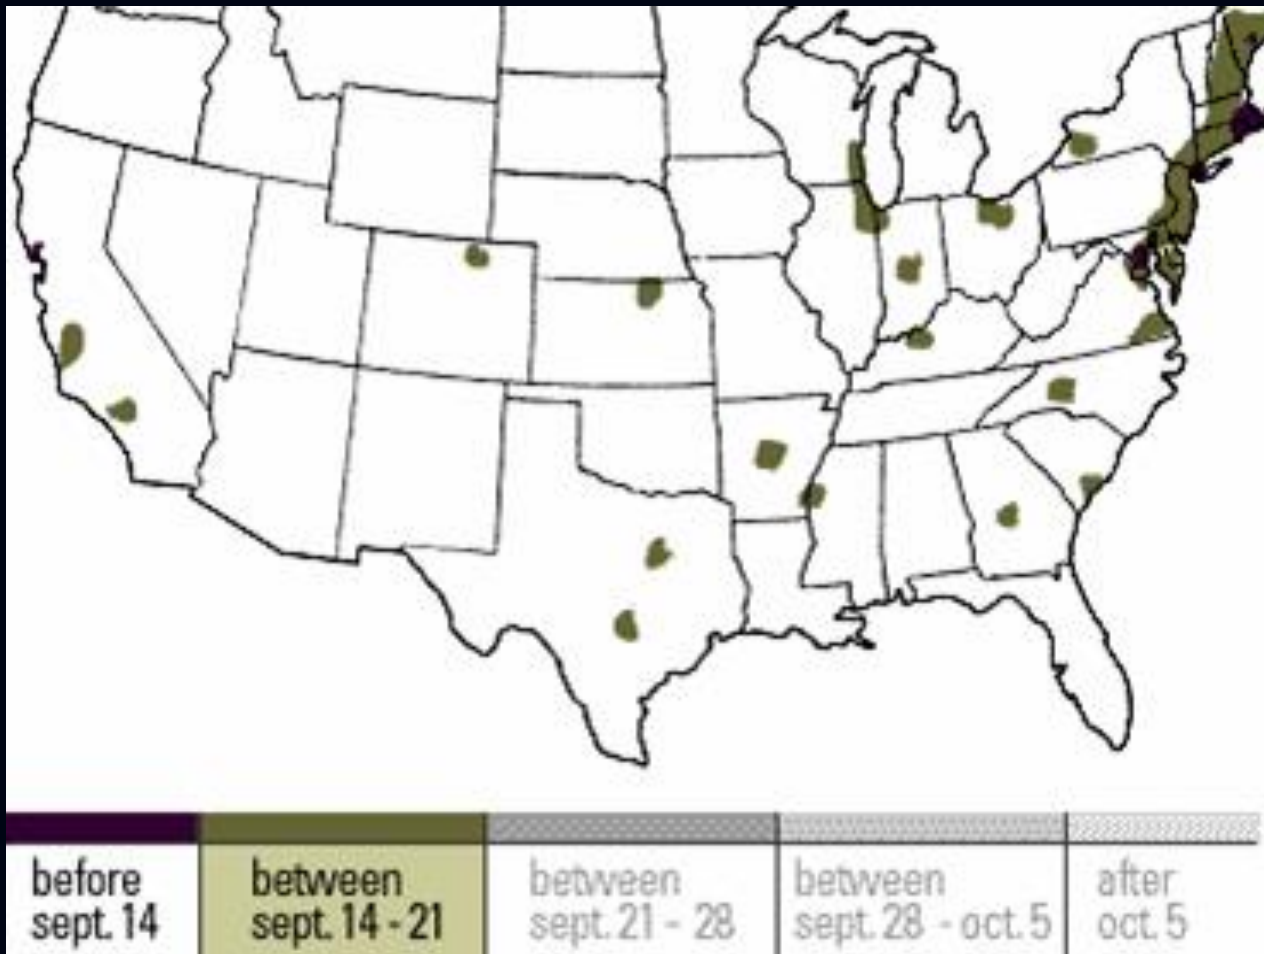 before
sept. 14
between
sept. 14 - 21
between
sept. 21 - 28
between
sept. 28 - oct. 5
after
oct. 5